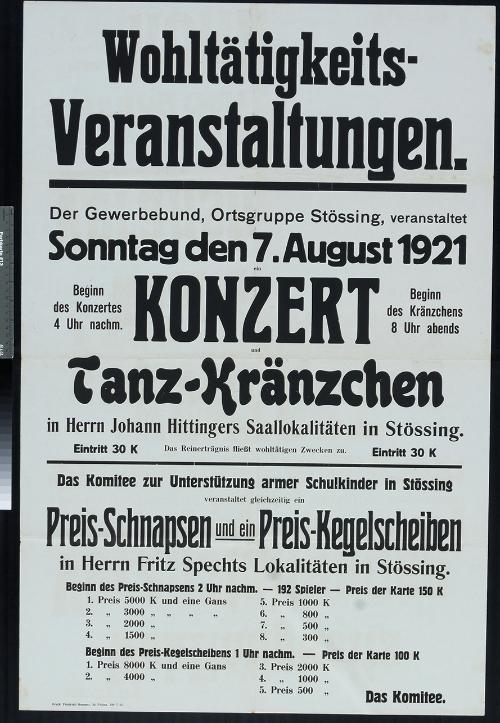 Wohltätigkeits-
Veranstaltungen.
Der Gewerbebund, Ortsgruppe Stössing, veranstaltet
Sonntag den 7. August 1921
ein
Beginn
des Konzertes
4 Uhr nachm.
KONZERT
Beginn
des Kränzchens
8 Uhr abends
und
Tanz-Kränzchen
in Herrn Johann Hittingers Saallokalitäten in Stössing.
Eintritt 30 K Das Reinerträgnis fließt wohltätigen Zwecken zu. Eintritt 30 K
Das Komitee zur Unterstützung armer Schulkinder in Stössing
veranstaltet gleichzeitig ein
Preis-Schnapsen und ein Preis-Kegelscheiben
in Herrn Fritz Spechts Lokalitäten in Stössing.
Beginn des Preis-Schnapsens 2 Uhr nachm. — 192 Spieler — Preis der Karte 150 K
1. Preis 5000 K und eine Gans 5. Preis 1000 K
2. „ 3000 „ „ „ „ 6. „ 800 „
3. „ 2000 „ 7. „ 500 „
4. „ 1500 „ 8. „ 300 „
Beginn des Preis-Kegelscheibens 1 Uhr nachm. — Preis der Karte 100 K
1. Preis 8000 K und eine Gans 3. Preis 2000 K
2. „ 4000 „ 4. „ 1000 „
5. Preis 500 „
Das Komitee.